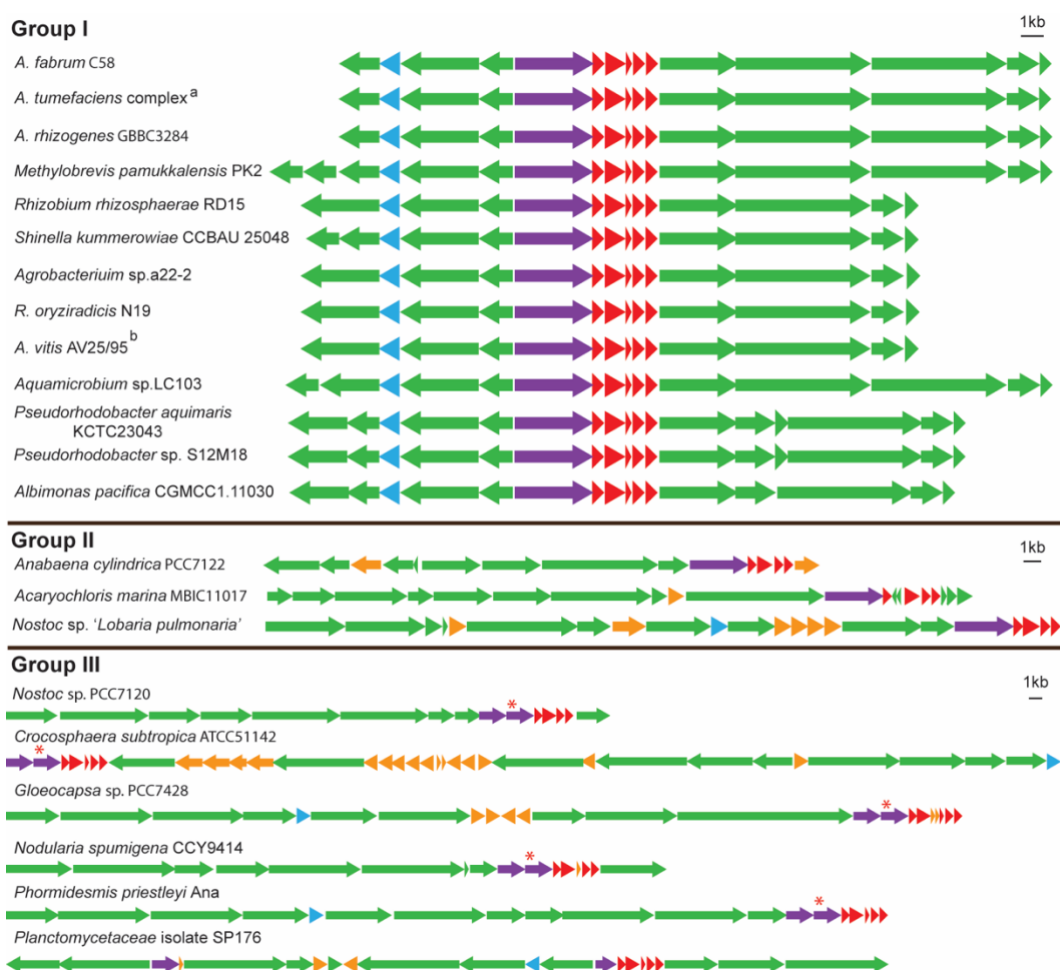 Group I
1kb
A. fabrum C58
A. tumefaciens complex a
A. rhizogenes GBBC3284
Methylobrevis pamukkalensis PK2
Rhizobium rhizosphaerae RD15
Shinella kummerowiae CCBAU 25048
Agrobacteriuim sp.a22-2
R. oryziradicis N19
A. vitis AV25/95 b
Aquamicrobium sp.LC103
Pseudorhodobacter aquimaris
KCTC23043
Pseudorhodobacter sp. S12M18
Albimonas pacifica CGMCC1.11030
Group II
1kb
Anabaena cylindrica PCC7122
Acaryochloris marina MBIC11017
Nostoc sp. ‘Lobaria pulmonaria’
Group III
1kb
Nostoc sp. PCC7120
*
Crocosphaera subtropica ATCC51142
*
Gloeocapsa sp. PCC7428
*
Nodularia spumigena CCY9414
*
Phormidesmis priestleyi Ana
*
Planctomycetaceae isolate SP176